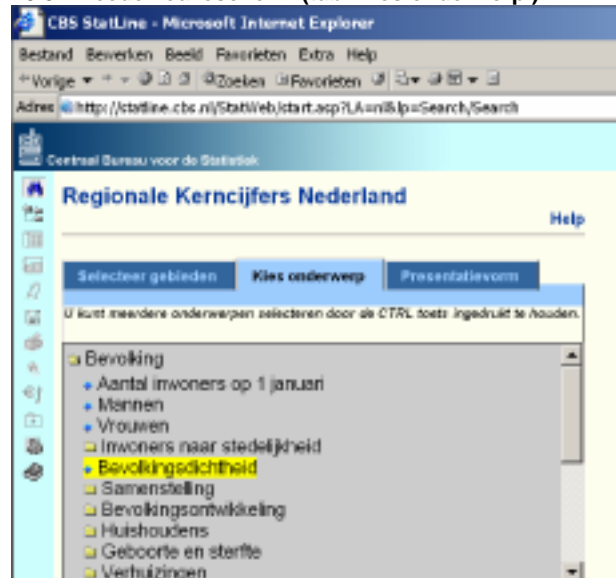 CBS StatLine - Microsoft Internet Explorer
Bestand Bewerken Beeld Favorieten Extra Help
Vorige Zoeken Favorieten
Adres http://statline.cbs.nl/StatWeb/start.asp?LA=nl&lp=Search/Search
Centraal Bureau voor de Statistiek
Regionale Kerncijfers Nederland
Help
Selecteer gebieden Kies onderwerp Presentatievorm
U kunt meerdere onderwerpen selecteren door de CTRL toets ingedrukt te houden.
Bevolking
Aantal inwoners op 1 januari
Mannen
Vrouwen
Inwoners naar stedelijkheid
Bevolkingsdichtheid
Samenstelling
Bevolkingsontwikkeling
Huishoudens
Geboorte en sterfte
Verhuizingen